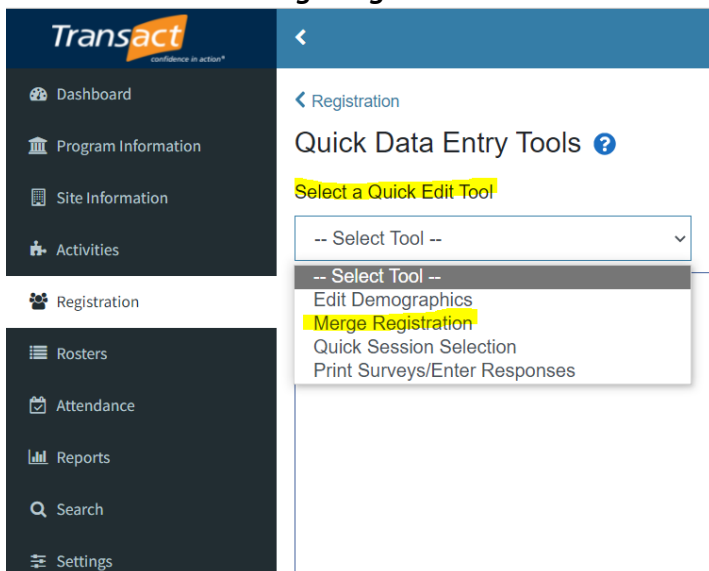 Transact
confidence in action®
Dashboard
Program Information
Site Information
Activities
Registration
Rosters
Attendance
Reports
Search
Settings
Registration
Quick Data Entry Tools
Select a Quick Edit Tool
-- Select Tool --
-- Select Tool --
Edit Demographics
Merge Registration
Quick Session Selection
Print Surveys/Enter Responses